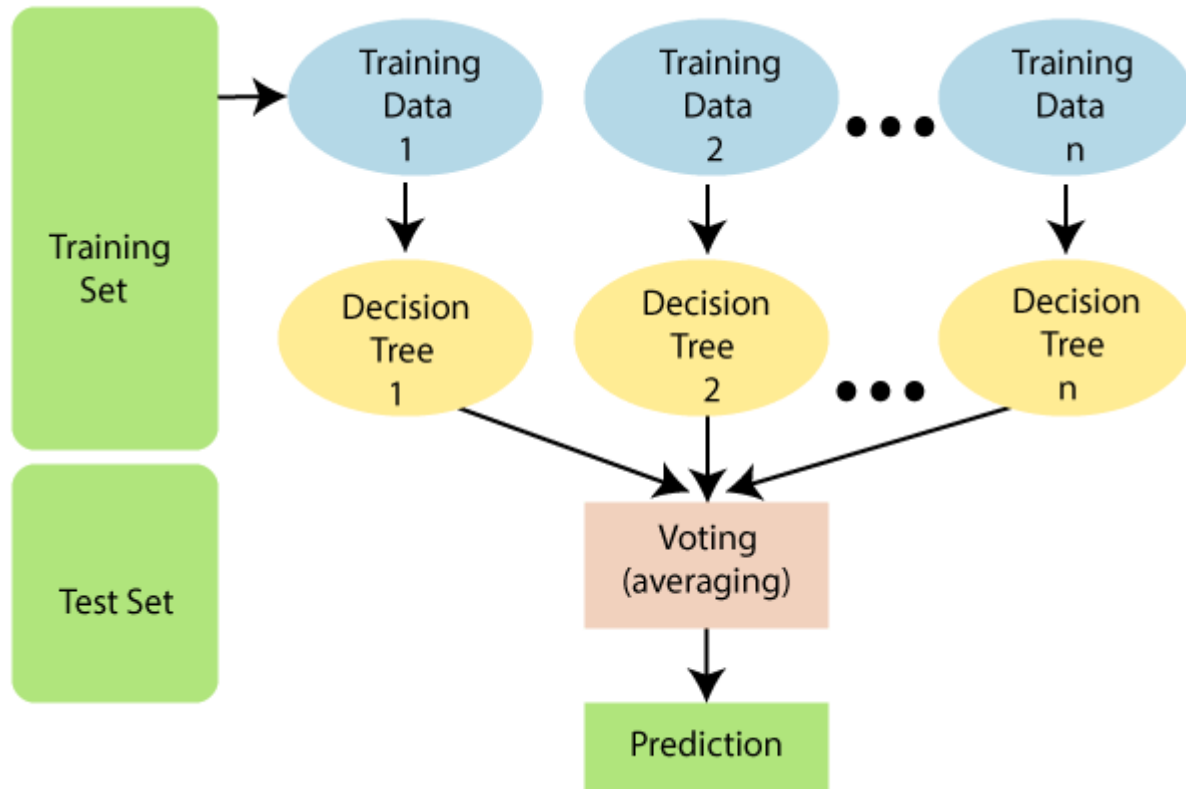 Training
Set
Test Set
Training
Data
1
Training
Data
2
Training
Data
n
Decision
Tree
1
Decision
Tree
2
Decision
Tree
n
Voting
(averaging)
Prediction